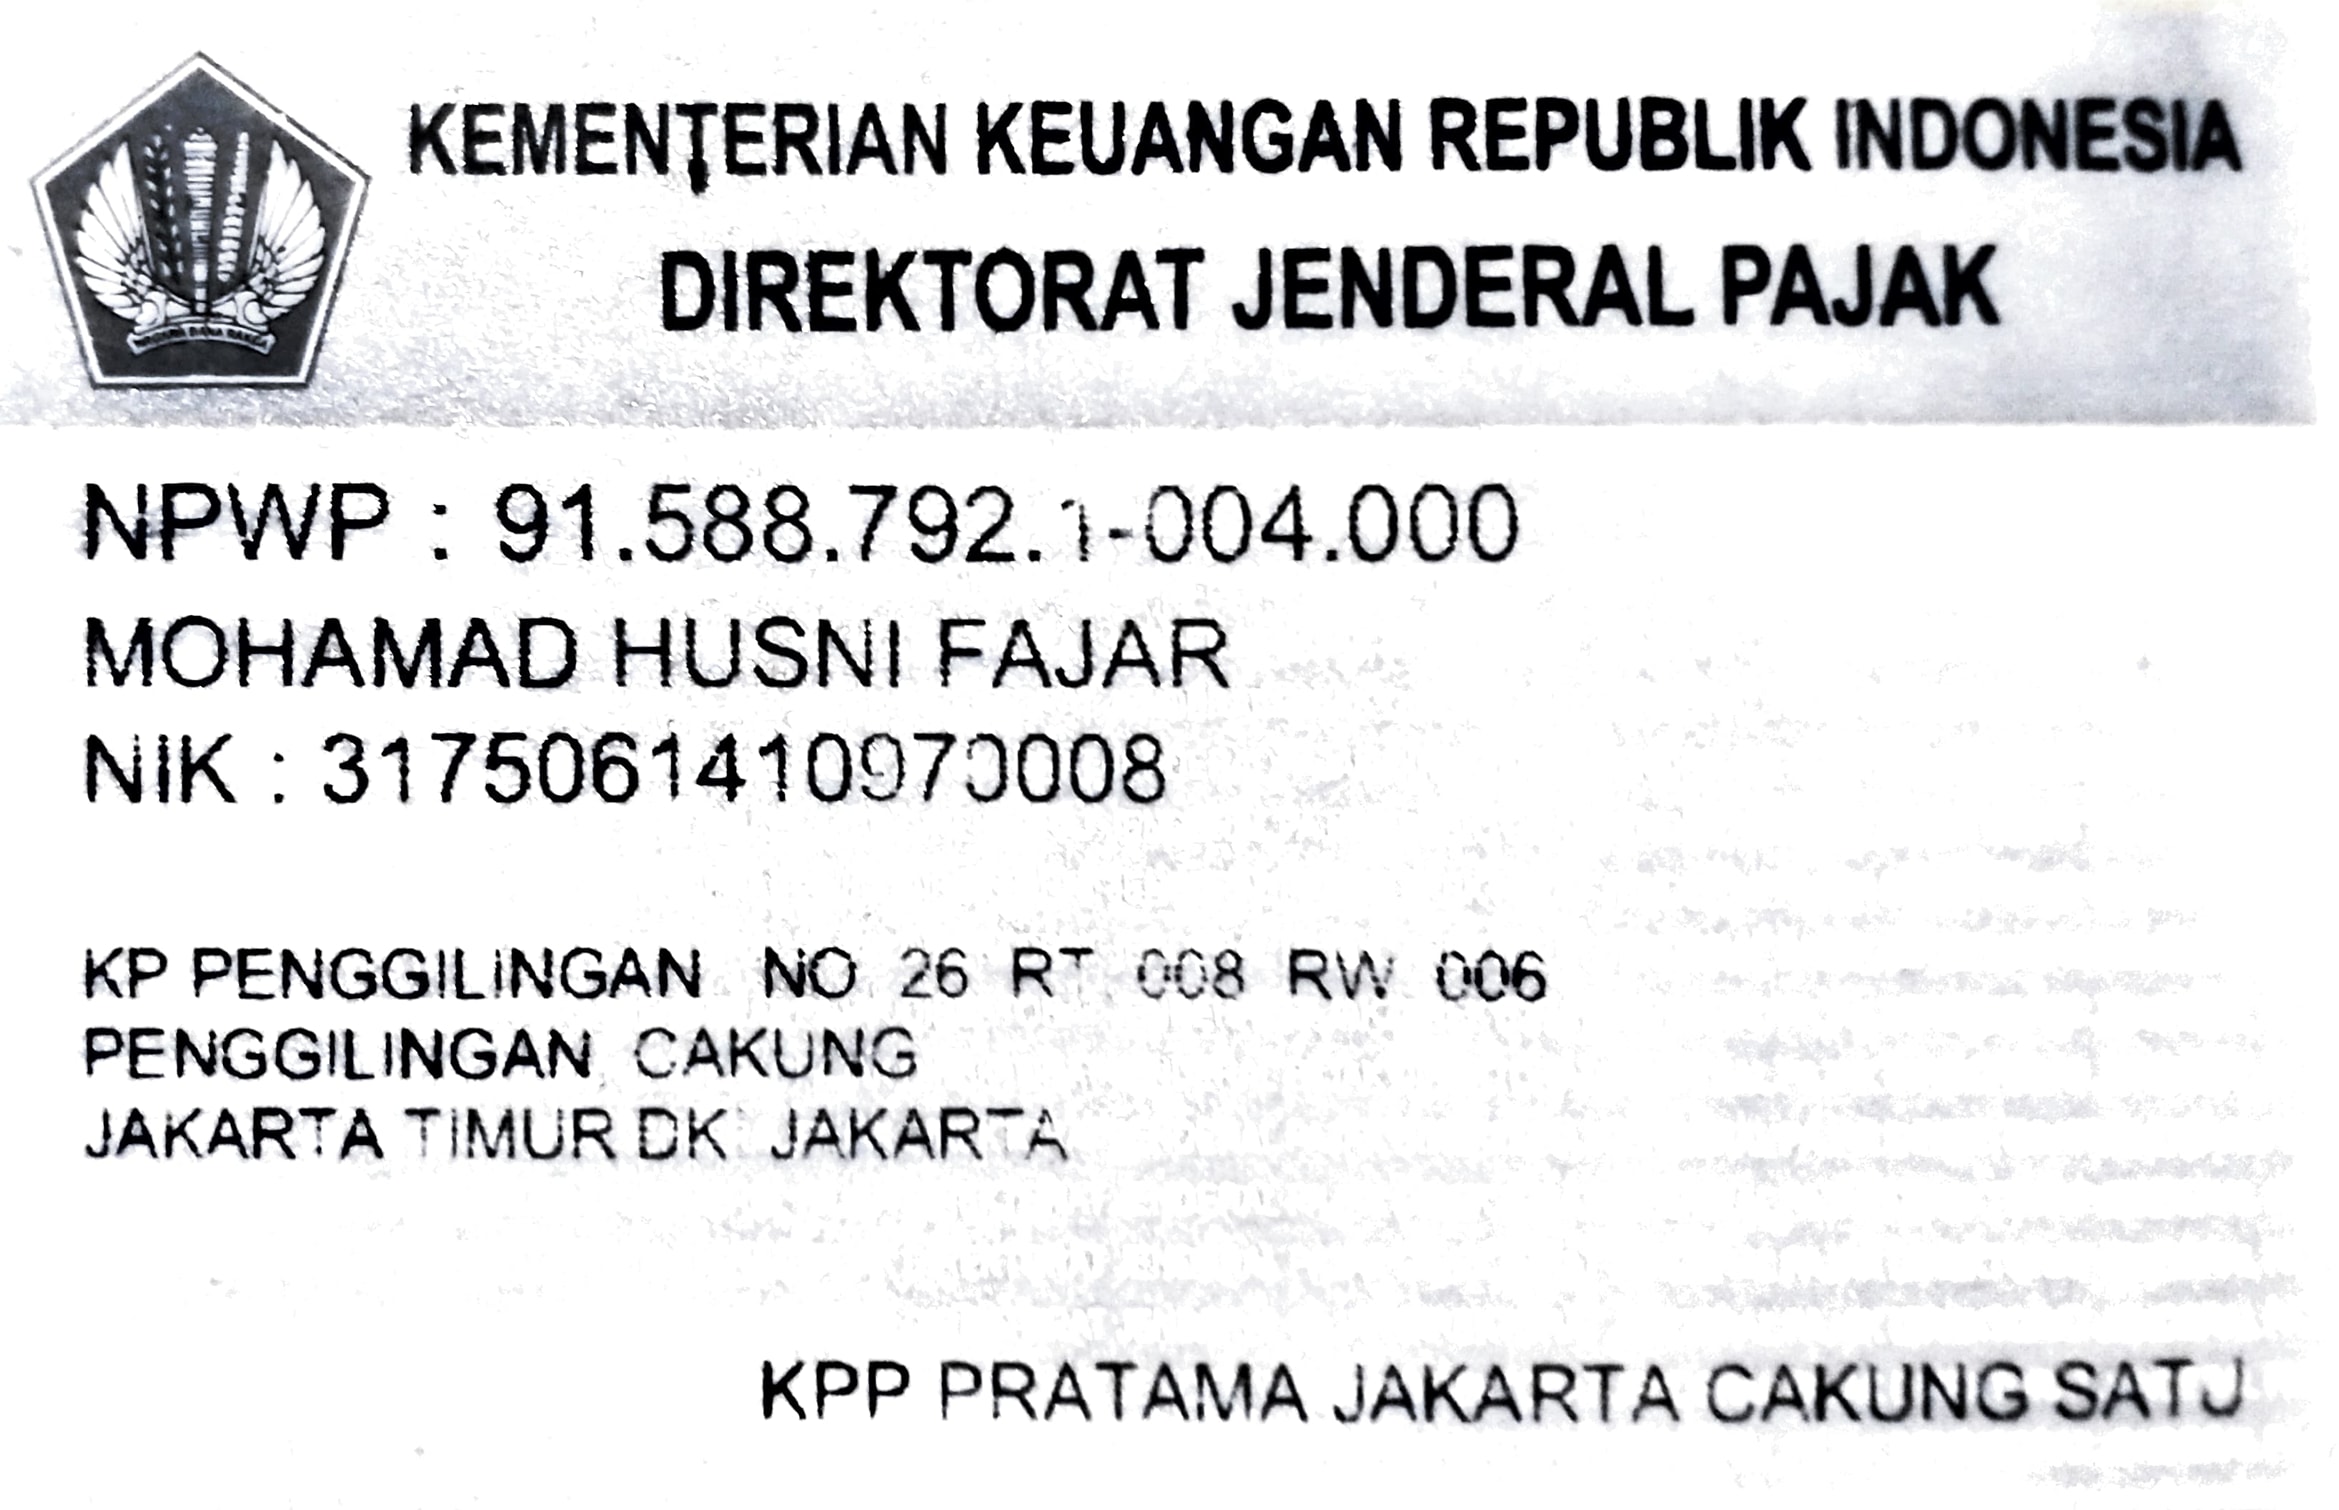 KEMENTERIAN KEUANGAN REPUBLIK INDONESIA
DIREKTORAT JENDERAL PAJAK
NPWP : 91.588.792.1-004.000
MOHAMAD HUSNI FAJAR
NIK : 3175061410970008
KP PENGGILINGAN NO 26 RT 008 RW 006
PENGGILINGAN CAKUNG
JAKARTA TIMUR DKI JAKARTA
KPP PRATAMA JAKARTA CAKUNG SATU